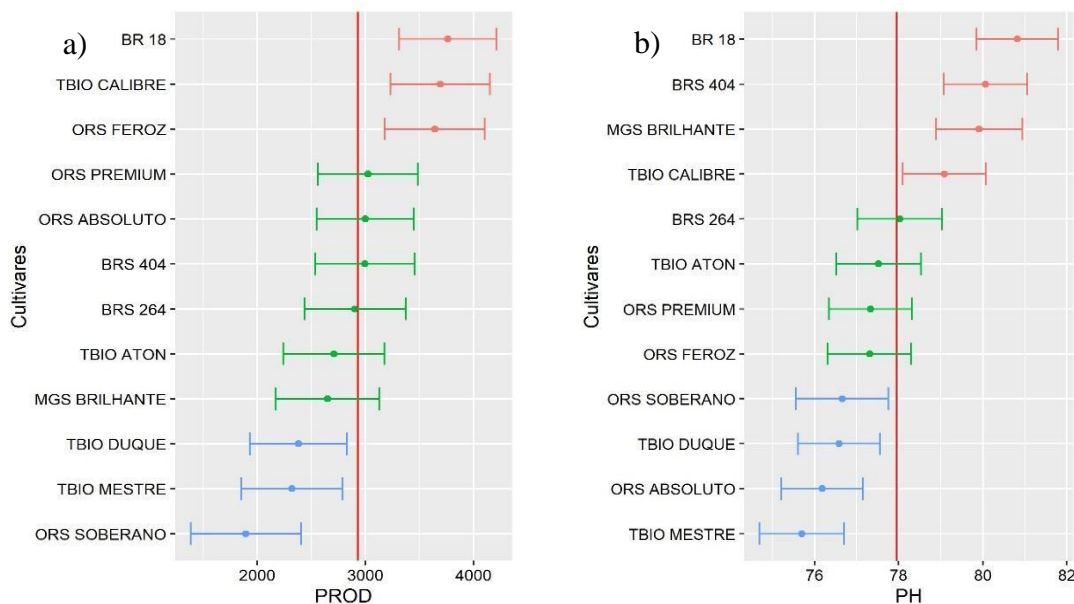 a)
BR 18
TBIO CALIBRE
ORS FEROZ
ORS PREMIUM
ORS ABSOLUTO
BRS 404
BRS 264
TBIO ATON
MGS BRILHANTE
TBIO DUQUE
TBIO MESTRE
ORS SOBERANO
Cultivares
2000 3000 4000
PROD
b)
BR 18
BRS 404
MGS BRILHANTE
TBIO CALIBRE
BRS 264
TBIO ATON
ORS PREMIUM
ORS FEROZ
ORS SOBERANO
TBIO DUQUE
ORS ABSOLUTO
TBIO MESTRE
Cultivares
76 78 80 82
PH